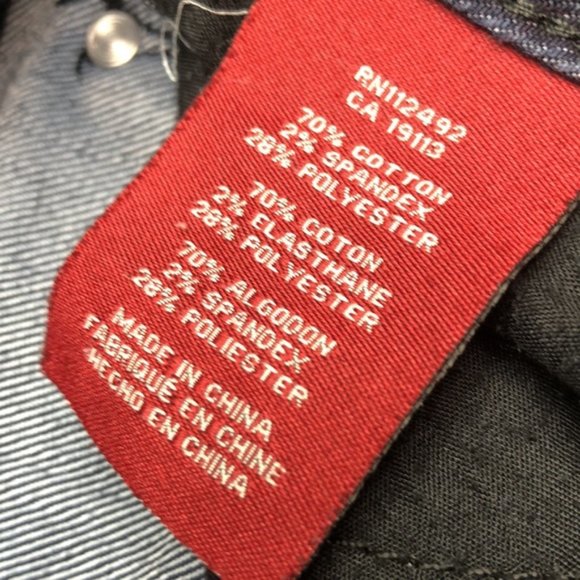 RN112492
CA 19113
70% COTTON
2% SPANDEX
28% POLYESTER
70% COTON
2% ELASTHANE
28% POLYESTER
70% ALGODON
2% SPANDEX
28% POLIESTER
MADE IN CHINA
FABRIQUÉ EN CHINE
HECHO EN CHINA